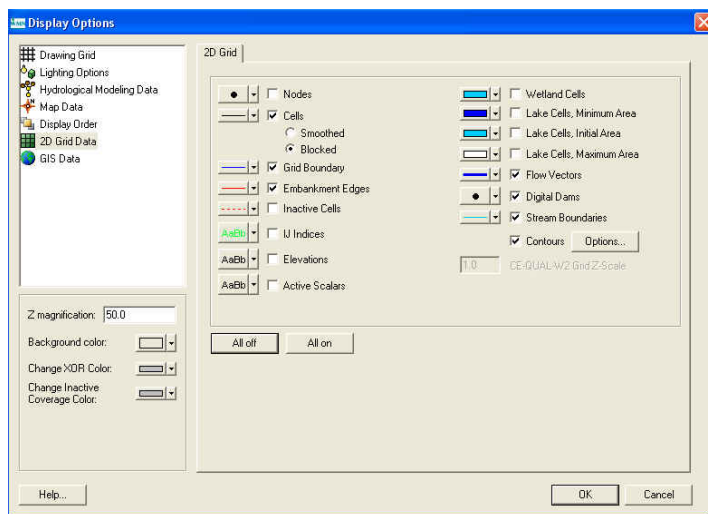 Display Options
Drawing Grid
Lighting Options
Hydrological Modeling Data
Map Data
Display Order
2D Grid Data
GIS Data
Z magnification: 50.0
Background color:
Change XOR Color:
Change Inactive
Coverage Color:
2D Grid
Nodes
Cells
Smoothed
Blocked
Grid Boundary
Embankment Edges
Inactive Cells
AaBb IJ Indices
AaBb Elevations
AaBb Active Scalars
Wetland Cells
Lake Cells, Minimum Area
Lake Cells, Initial Area
Lake Cells, Maximum Area
Flow Vectors
Digital Dams
Stream Boundaries
Contours Options...
1.0 CE-QUAL-W2 Grid Z-Scale
All off All on
Help... OK Cancel